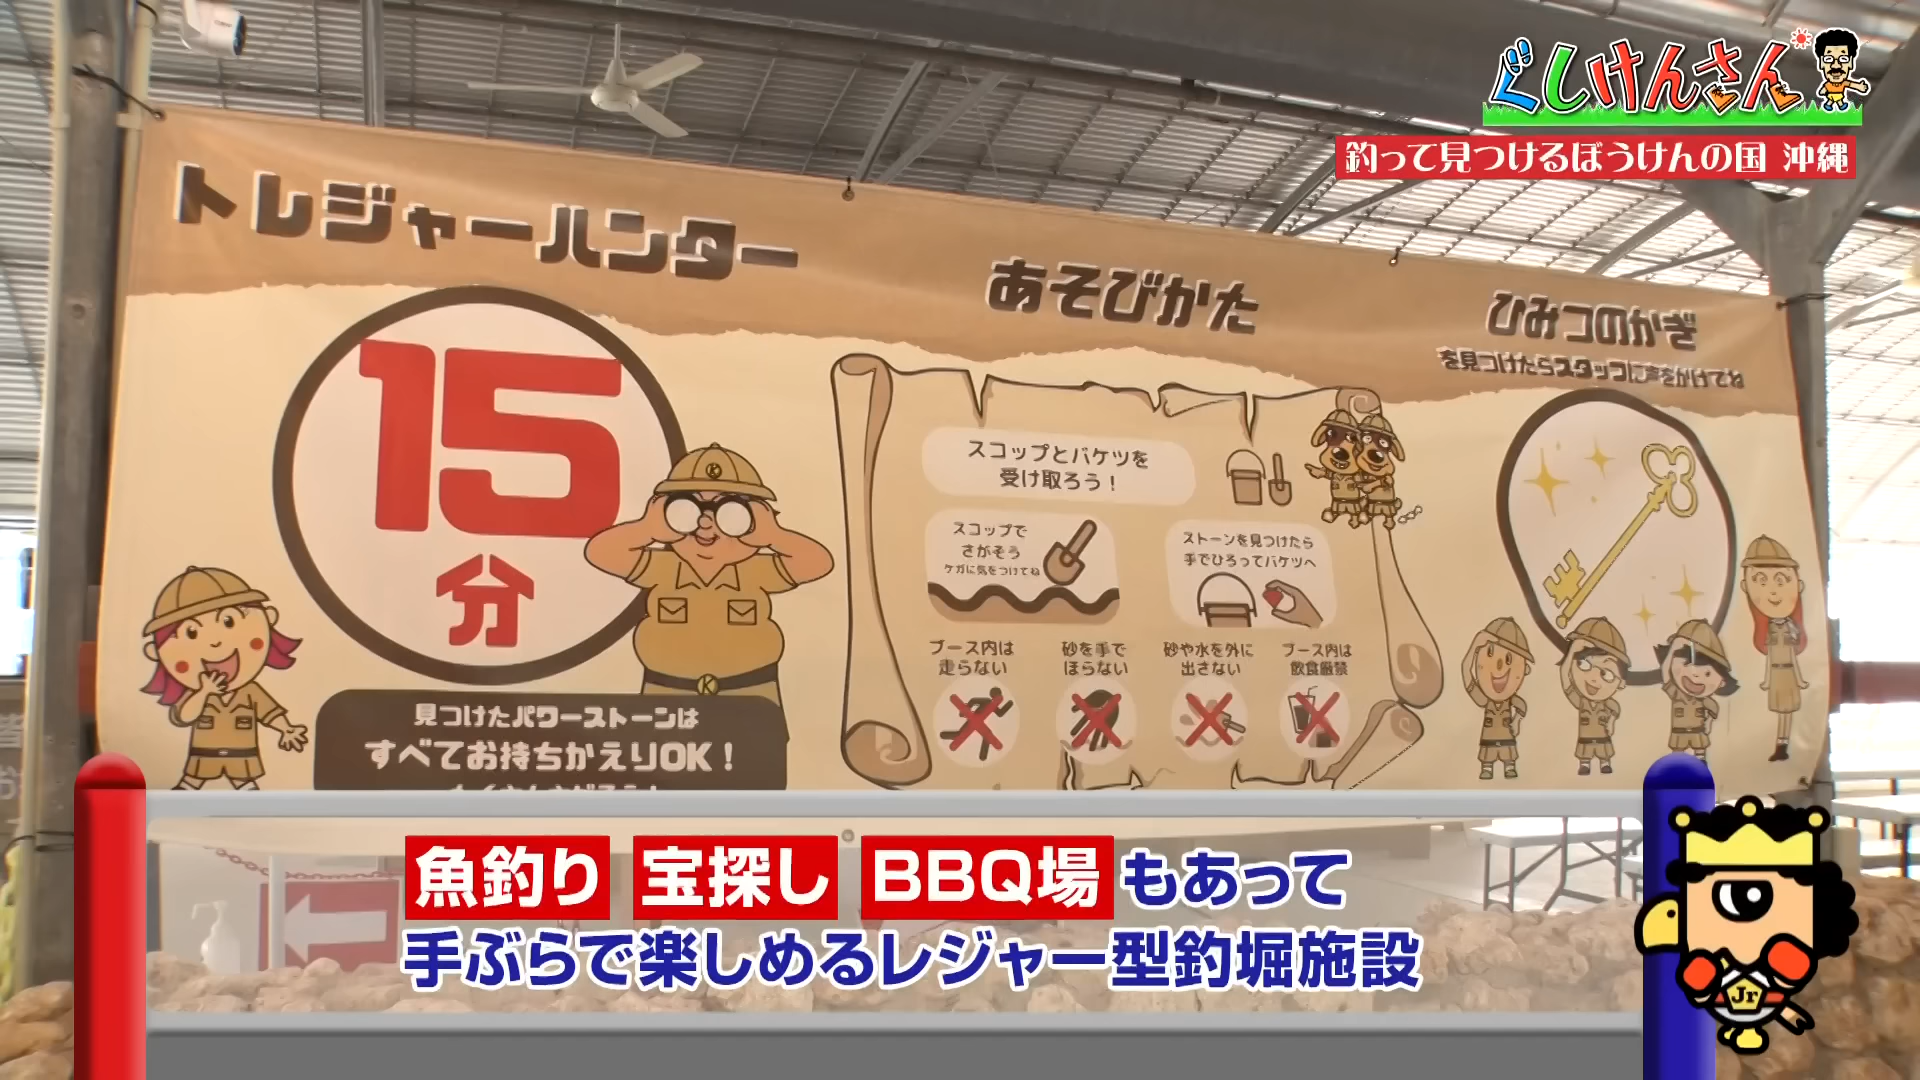 ぐしけんさん
釣って見つけるぼうけんの国 沖縄
トレジャーハンター
15
分
見つけたパワーストーンは
すべてお持ちかえりOK！
あそびかた
スコップとバケツを
受け取ろう！
スコップで
さがそう
ケガに気をつけてね
ストーンを見つけたら
手でひろってバケツへ
ブース内は
走らない
砂を手で
ほらない
砂や水を外に
出さない
ブース内は
飲食厳禁
ひみつのかぎ
を見つけたらスタッフに声をかけてね
魚釣り 宝探し BBQ場 もあって
手ぶらで楽しめるレジャー型釣堀施設
Jr